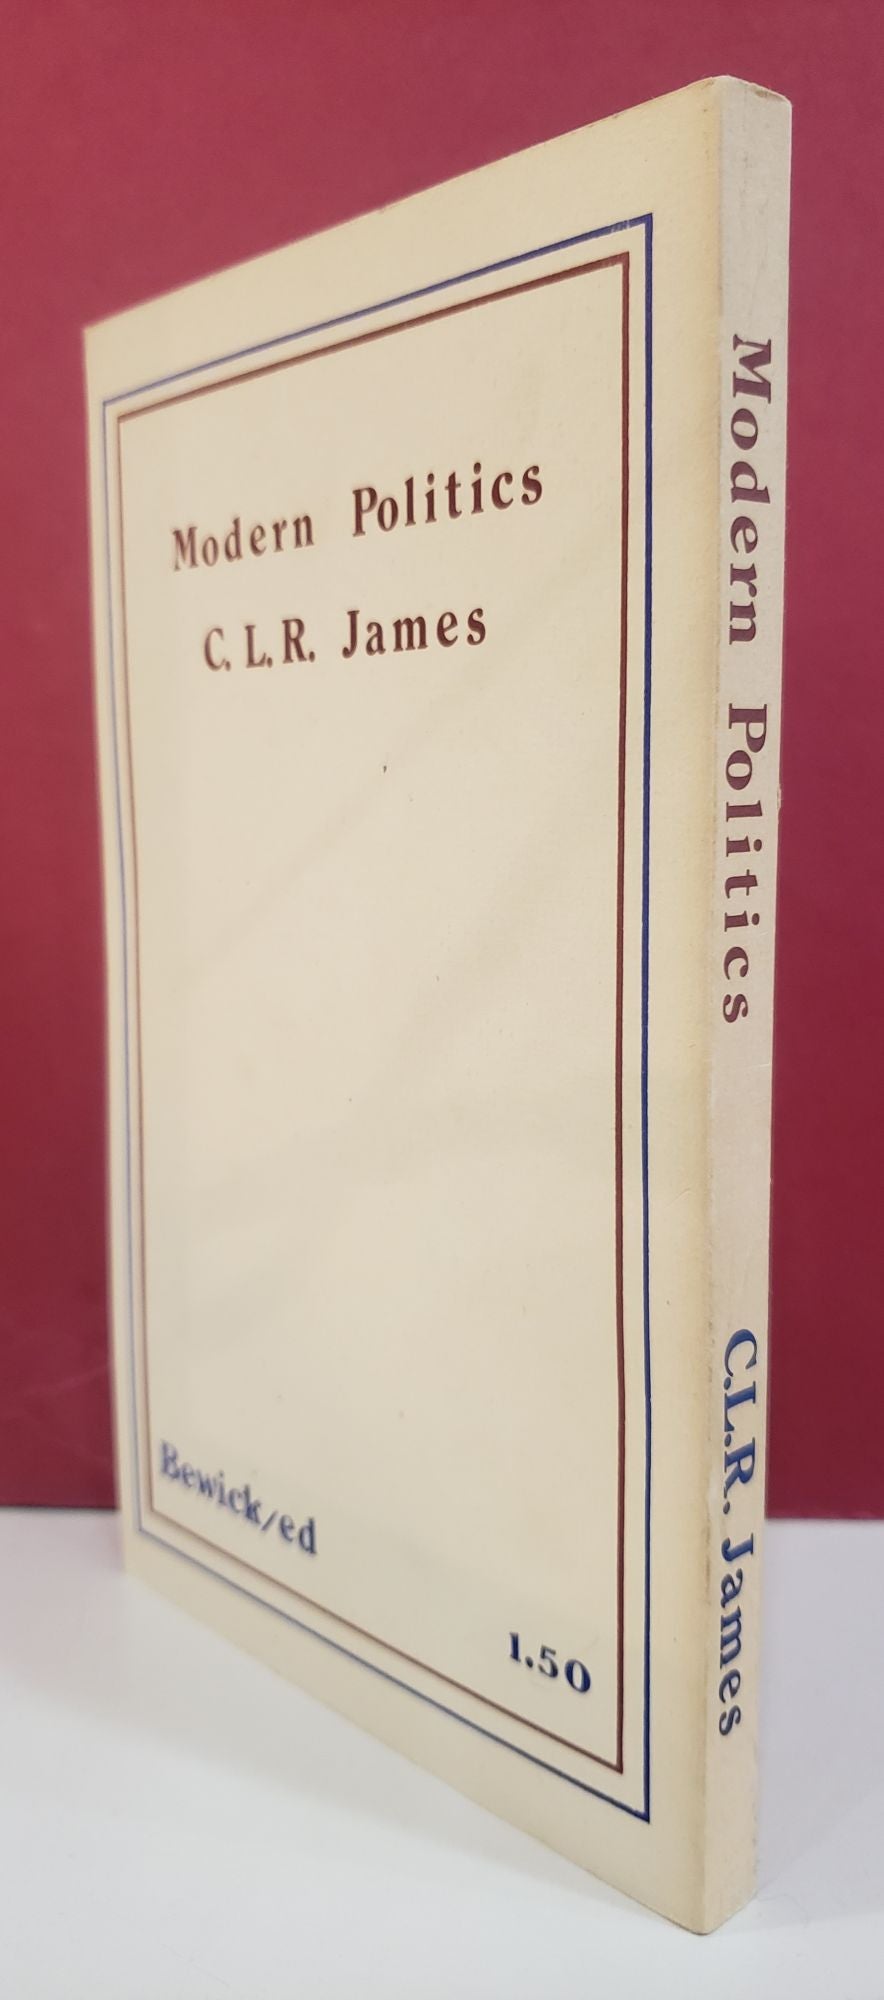 Modern Politics
C. L. R. James
Bewick/ed
1.50
Modern Politics
C.L.R. James